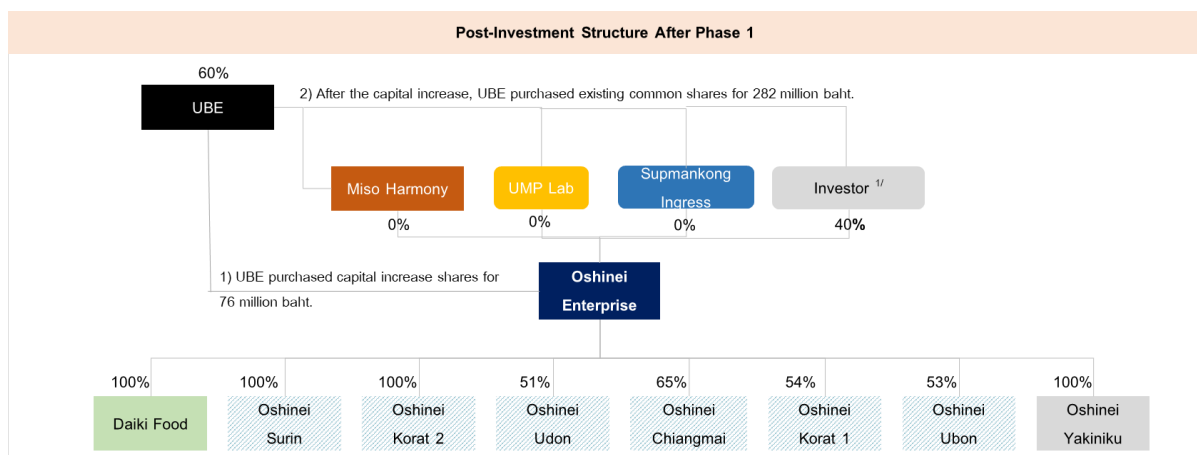 Post-Investment Structure After Phase 1
60%
UBE
2) After the capital increase, UBE purchased existing common shares for 282 million baht.
Miso Harmony
UMP Lab
Supmankong
Ingress
Investor 1/
0%
0%
0%
40%
1) UBE purchased capital increase shares for
76 million baht.
Oshinei
Enterprise
100%
100%
100%
51%
65%
54%
53%
100%
Daiki Food
Oshinei
Surin
Oshinei
Korat 2
Oshinei
Udon
Oshinei
Chiangmai
Oshinei
Korat 1
Oshinei
Ubon
Oshinei
Yakiniku